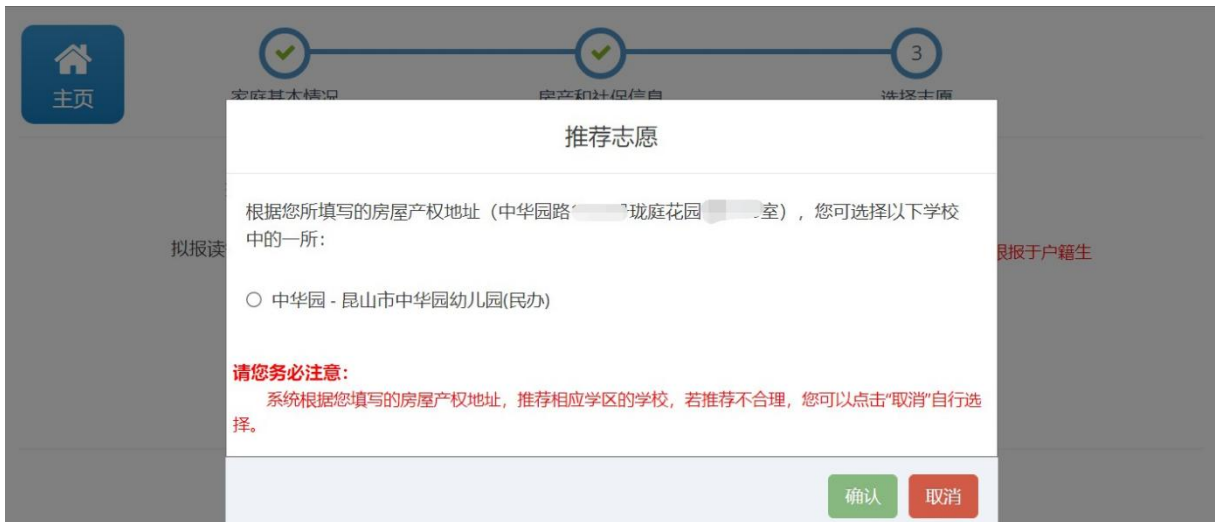 主页
3
家庭基本情况
房产和社保信息
选择志愿
推荐志愿
根据您所填写的房屋产权地址（中华园路 珑庭花园 室），您可选择以下学校
中的一所：
拟报读
限报于户籍生
中华园 - 昆山市中华园幼儿园(民办)
请您务必注意：
系统根据您填写的房屋产权地址，推荐相应学区的学校，若推荐不合理，您可以点击“取消”自行选
择。
确认
取消